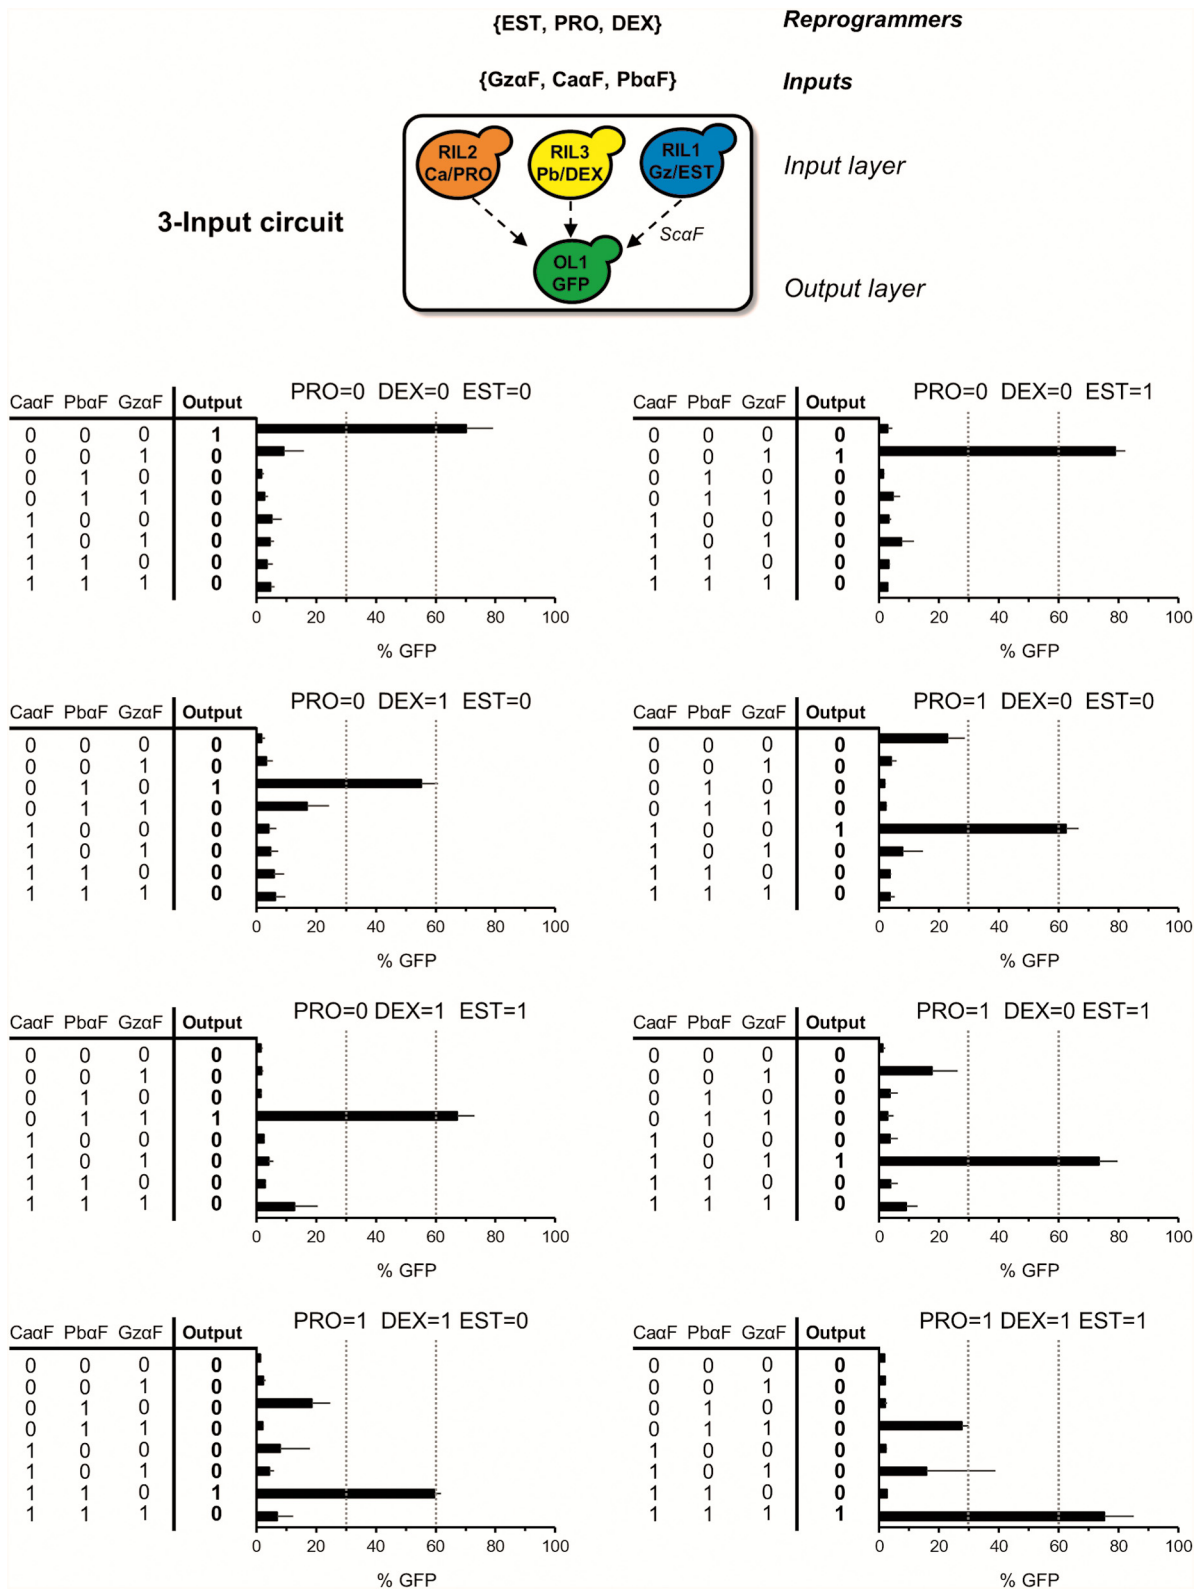 {EST, PRO, DEX}
Reprogrammers
{GzαF, CaαF, PbαF}
Inputs
RIL2
Ca/PRO
RIL3
Pb/DEX
RIL1
Gz/EST
Input layer
3-Input circuit
ScαF
OL1
GFP
Output layer
CaαF PbαF GzαF Output PRO=0 DEX=0 EST=0
0 0 0 1
0 0 1 0
0 1 0 0
0 1 1 0
1 0 0 0
1 0 1 0
1 1 0 0
1 1 1 0
0 20 40 60 80 100
% GFP
CaαF PbαF GzαF Output PRO=0 DEX=0 EST=1
0 0 0 0
0 0 1 1
0 1 0 0
0 1 1 0
1 0 0 0
1 0 1 0
1 1 0 0
1 1 1 0
0 20 40 60 80 100
% GFP
CaαF PbαF GzαF Output PRO=0 DEX=1 EST=0
0 0 0 0
0 0 1 0
0 1 0 1
0 1 1 0
1 0 0 0
1 0 1 0
1 1 0 0
1 1 1 0
0 20 40 60 80 100
% GFP
CaαF PbαF GzαF Output PRO=1 DEX=0 EST=0
0 0 0 0
0 0 1 0
0 1 0 0
0 1 1 0
1 0 0 1
1 0 1 0
1 1 0 0
1 1 1 0
0 20 40 60 80 100
% GFP
CaαF PbαF GzαF Output PRO=0 DEX=1 EST=1
0 0 0 0
0 0 1 0
0 1 0 0
0 1 1 1
1 0 0 0
1 0 1 0
1 1 0 0
1 1 1 0
0 20 40 60 80 100
% GFP
CaαF PbαF GzαF Output PRO=1 DEX=0 EST=1
0 0 0 0
0 0 1 0
0 1 0 0
0 1 1 0
1 0 0 0
1 0 1 1
1 1 0 0
1 1 1 0
0 20 40 60 80 100
% GFP
CaαF PbαF GzαF Output PRO=1 DEX=1 EST=0
0 0 0 0
0 0 1 0
0 1 0 0
0 1 1 0
1 0 0 0
1 0 1 0
1 1 0 1
1 1 1 0
0 20 40 60 80 100
% GFP
CaαF PbαF GzαF Output PRO=1 DEX=1 EST=1
0 0 0 0
0 0 1 0
0 1 0 0
0 1 1 0
1 0 0 0
1 0 1 0
1 1 0 0
1 1 1 1
0 20 40 60 80 100
% GFP